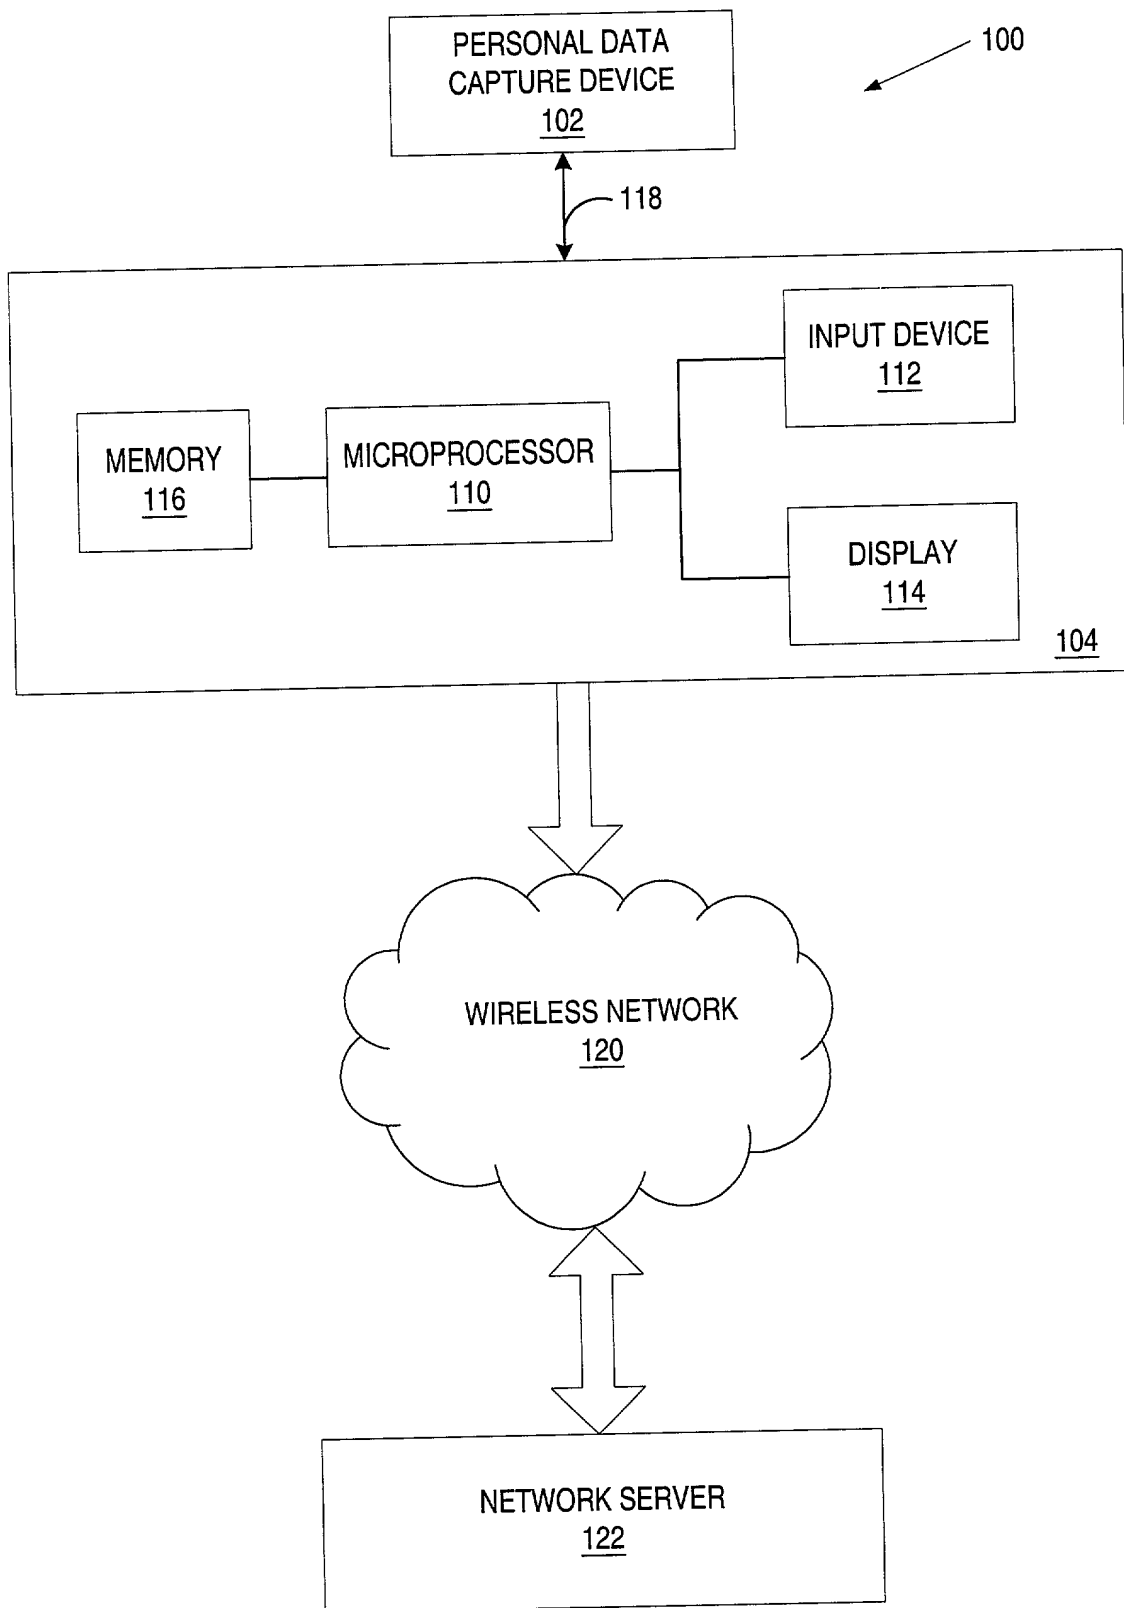 PERSONAL DATA
CAPTURE DEVICE
102
100
118
INPUT DEVICE
112
MEMORY
116
MICROPROCESSOR
110
DISPLAY
114
104
WIRELESS NETWORK
120
NETWORK SERVER
122